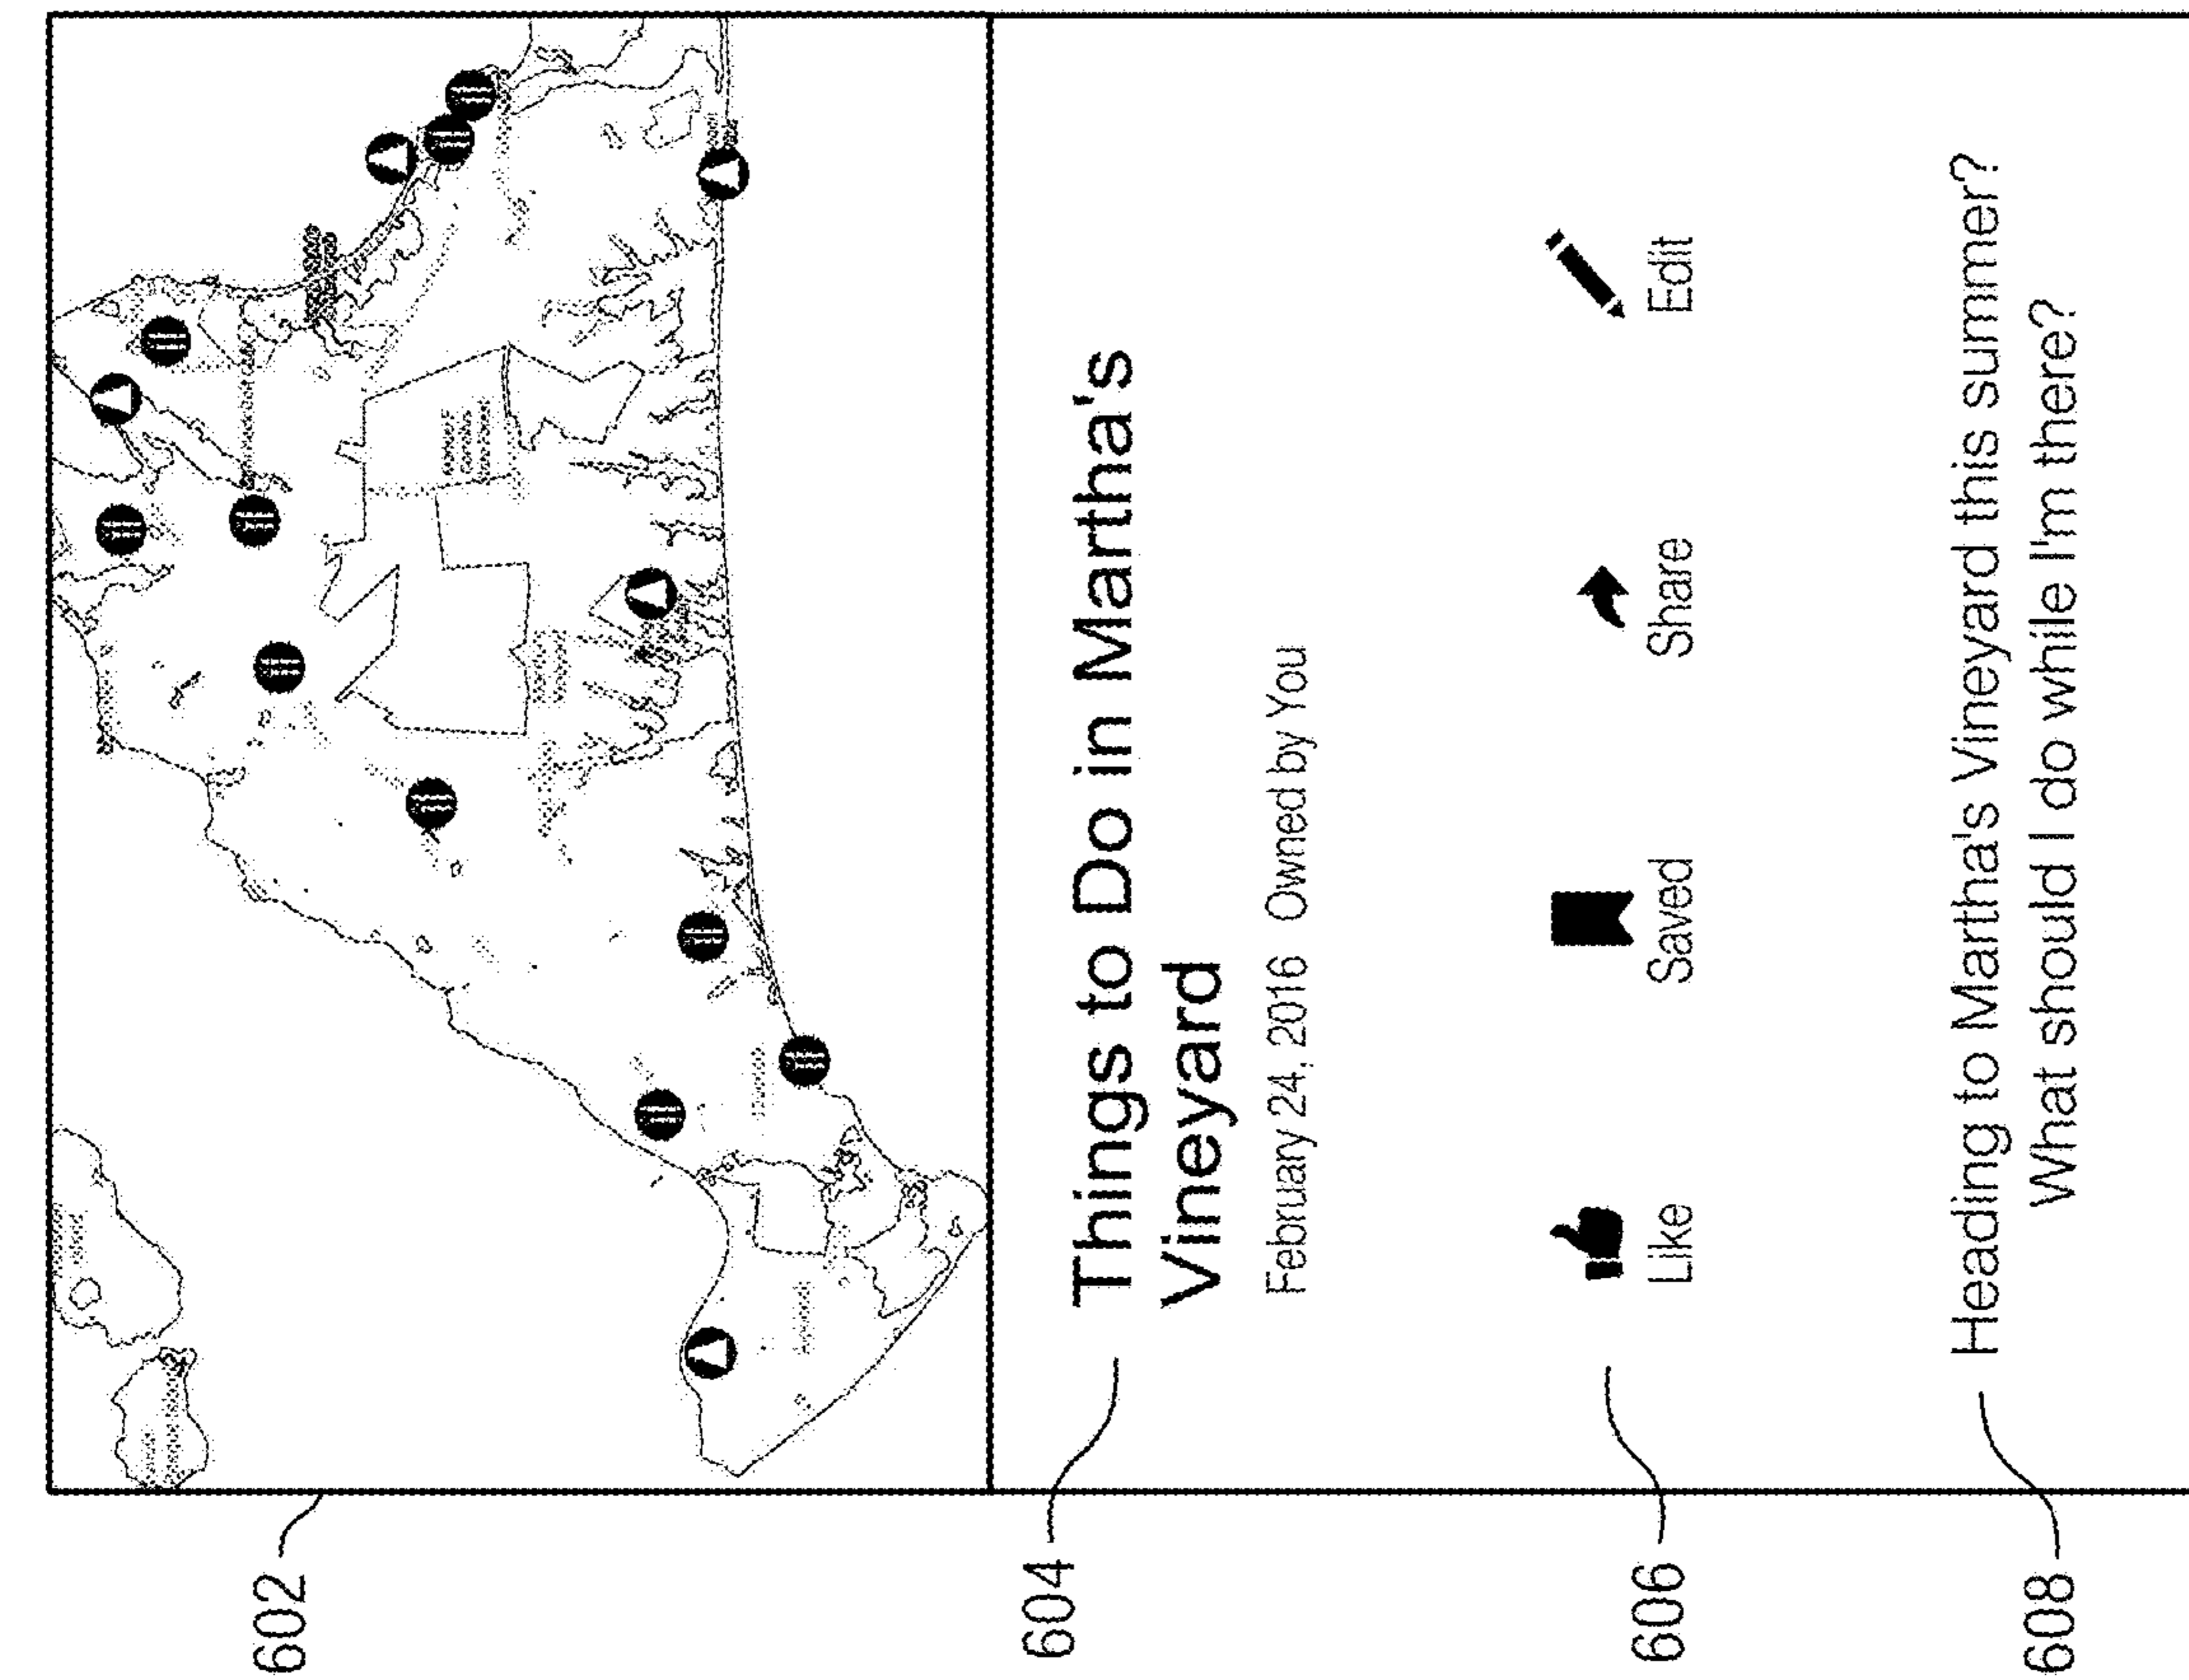 602
604
Things to Do in Martha's
Vineyard
February 24, 2016 Owned by You
606
Like Saved Share Edit
608
Heading to Martha's Vineyard this summer?
What should I do while I'm there?